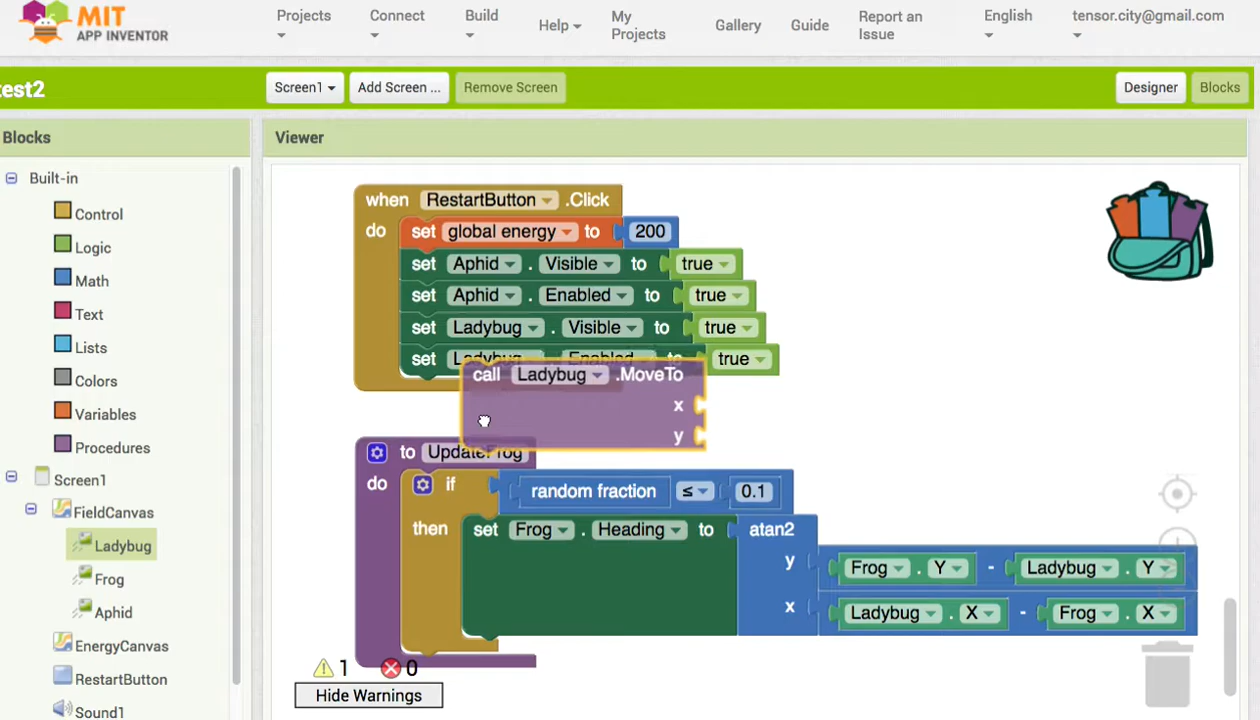 MIT
APP INVENTOR
Projects
Connect
Build
Help
My Projects
Gallery
Guide
Report an Issue
English
tensor.city@gmail.com
est2
Screen1
Add Screen ...
Remove Screen
Designer
Blocks
Blocks
Viewer
Built-in
Control
Logic
Math
Text
Lists
Colors
Variables
Procedures
Screen1
FieldCanvas
Ladybug
Frog
Aphid
EnergyCanvas
RestartButton
Sound1
when RestartButton .Click
do set global energy to 200
set Aphid . Visible to true
set Aphid . Enabled to true
set Ladybug . Visible to true
set Ladybug . Enabled to true
call Ladybug .MoveTo
x
y
to UpdateFrog
do if random fraction ≤ 0.1
then set Frog . Heading to atan2
y Frog . Y - Ladybug . Y
x Ladybug . X - Frog . X
1 0
Hide Warnings